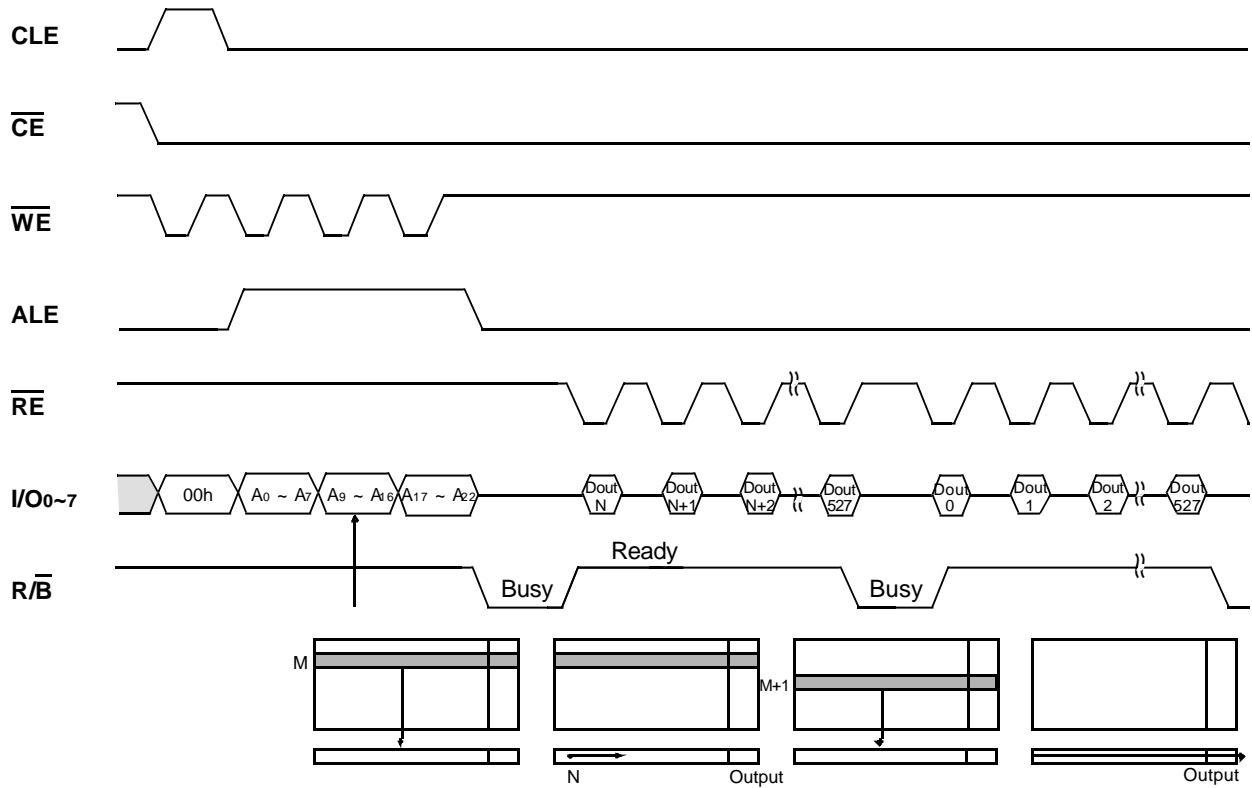 CLE
CE
WE
ALE
RE
I/O0~7
00h
A0 ~ A7
A9 ~ A16
A17 ~ A22
Dout N
Dout N+1
Dout N+2
Dout 527
Dout 0
Dout 1
Dout 2
Dout 527
R/B
Busy
Ready
Busy
M
M+1
N
Output
Output